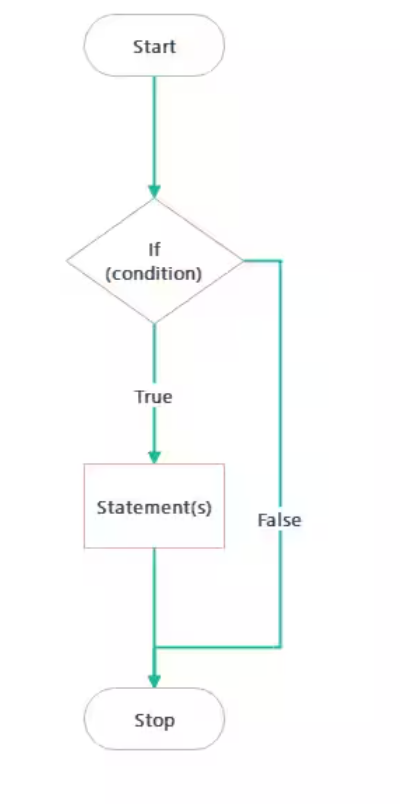 Start
If
(condition)
True
Statement(s)
False
Stop